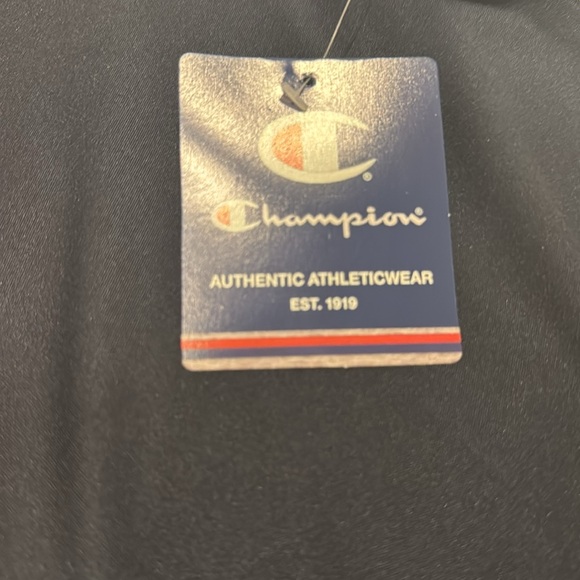 Champion®
AUTHENTIC ATHLETICWEAR
EST. 1919